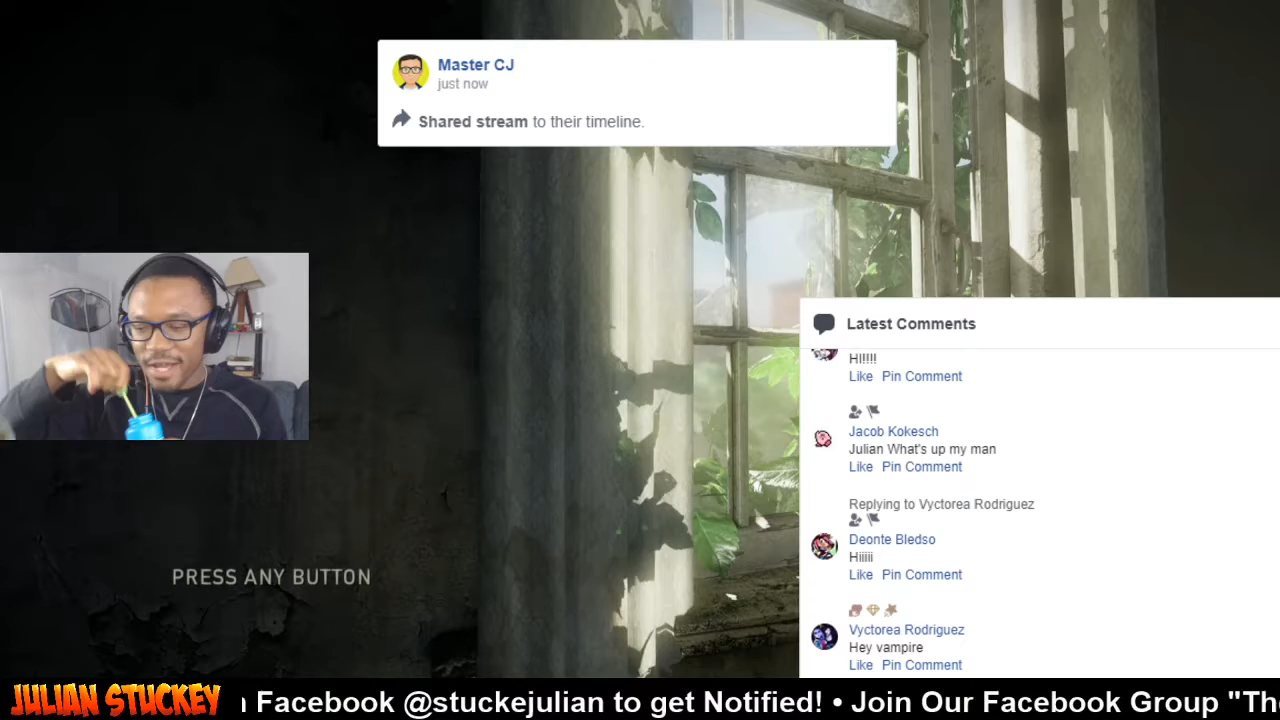 Master CJ
just now
Shared stream to their timeline.
Latest Comments
HI!!!!
Like Pin Comment
Jacob Kokesch
Julian What's up my man
Like Pin Comment
Replying to Vyctorea Rodriguez
Deonte Bledso
Hiiiii
Like Pin Comment
Vyctorea Rodriguez
Hey vampire
Like Pin Comment
PRESS ANY BUTTON
JULIAN STUCKEY
Facebook @stuckejulian to get Notified! • Join Our Facebook Group "Th